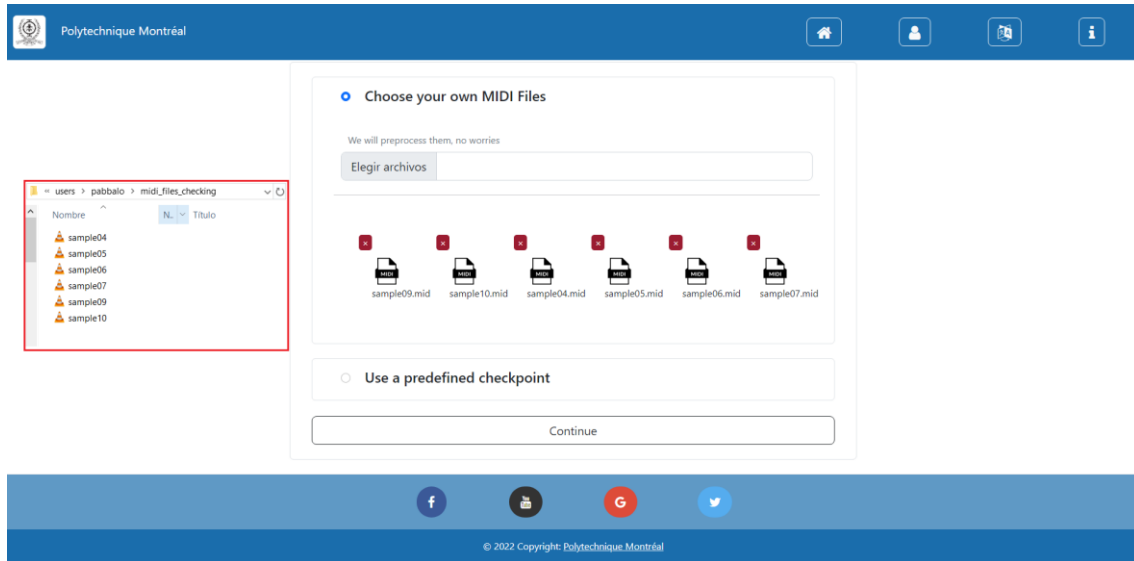 Polytechnique Montréal
Choose your own MIDI Files
We will preprocess them, no worries
Elegir archivos
« users > pabbalo > midi_files_checking
Nombre N.. Título
sample04
sample05
sample06
sample07
sample09
sample10
MIDI MIDI MIDI MIDI MIDI MIDI
sample09.mid sample10.mid sample04.mid sample05.mid sample06.mid sample07.mid
Use a predefined checkpoint
Continue
f You Tube G
© 2022 Copyright: Polytechnique Montréal